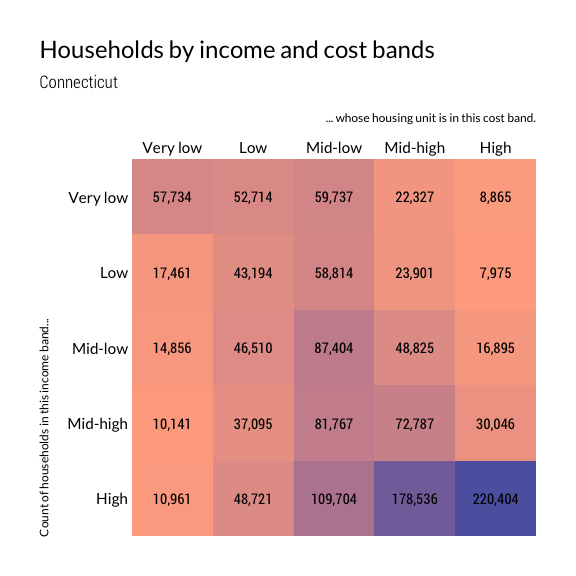 Households by income and cost bands
Connecticut
... whose housing unit is in this cost band.
Very low Low Mid-low Mid-high High
Very low 57,734 52,714 59,737 22,327 8,865
Low 17,461 43,194 58,814 23,901 7,975
Mid-low 14,856 46,510 87,404 48,825 16,895
Mid-high 10,141 37,095 81,767 72,787 30,046
High 10,961 48,721 109,704 178,536 220,404
Count of households in this income band...